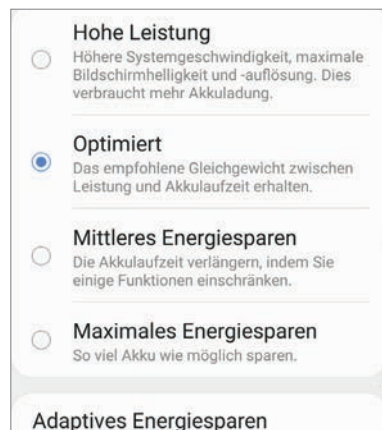 Hohe Leistung
Höhere Systemgeschwindigkeit, maximale
Bildschirmhelligkeit und -auflösung. Dies
verbraucht mehr Akkuladung.
Optimiert
Das empfohlene Gleichgewicht zwischen
Leistung und Akkulaufzeit erhalten.
Mittleres Energiesparen
Die Akkulaufzeit verlängern, indem Sie
einige Funktionen einschränken.
Maximales Energiesparen
So viel Akku wie möglich sparen.
Adaptives Energiesparen